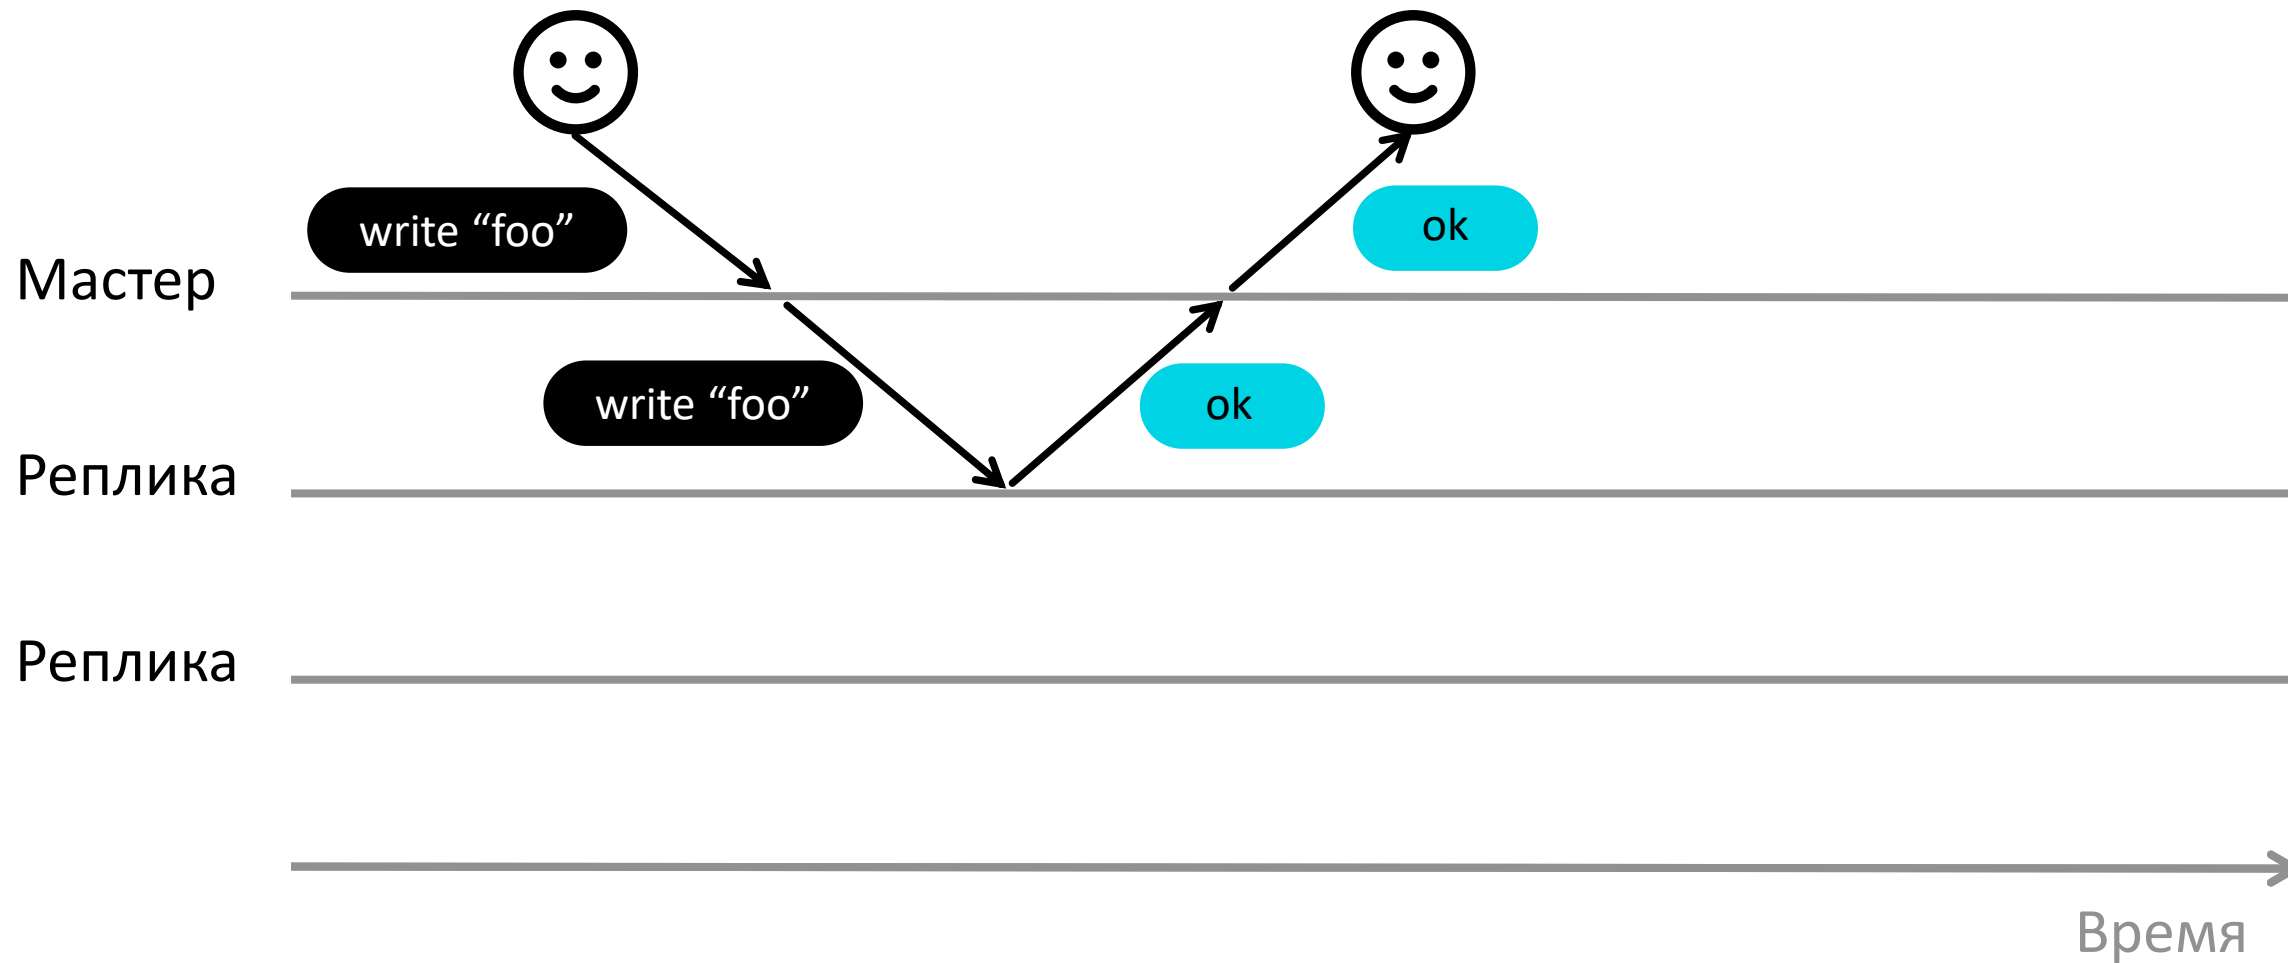 write “foo”
ok
Мастер
write “foo”
ok
Реплика
Реплика
Время